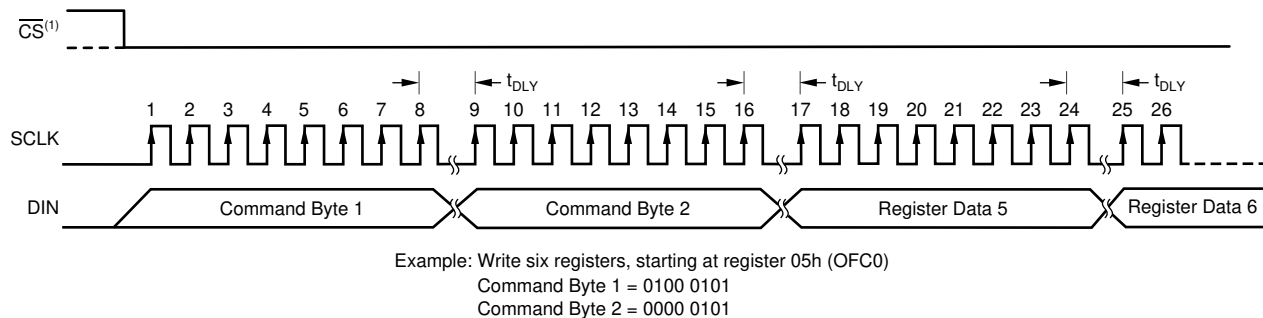 CS(1)
tDLY tDLY tDLY
1 2 3 4 5 6 7 8 9 10 11 12 13 14 15 16 17 18 19 20 21 22 23 24 25 26
SCLK
DIN Command Byte 1 Command Byte 2 Register Data 5 Register Data 6
Example: Write six registers, starting at register 05h (OFC0)
Command Byte 1 = 0100 0101
Command Byte 2 = 0000 0101